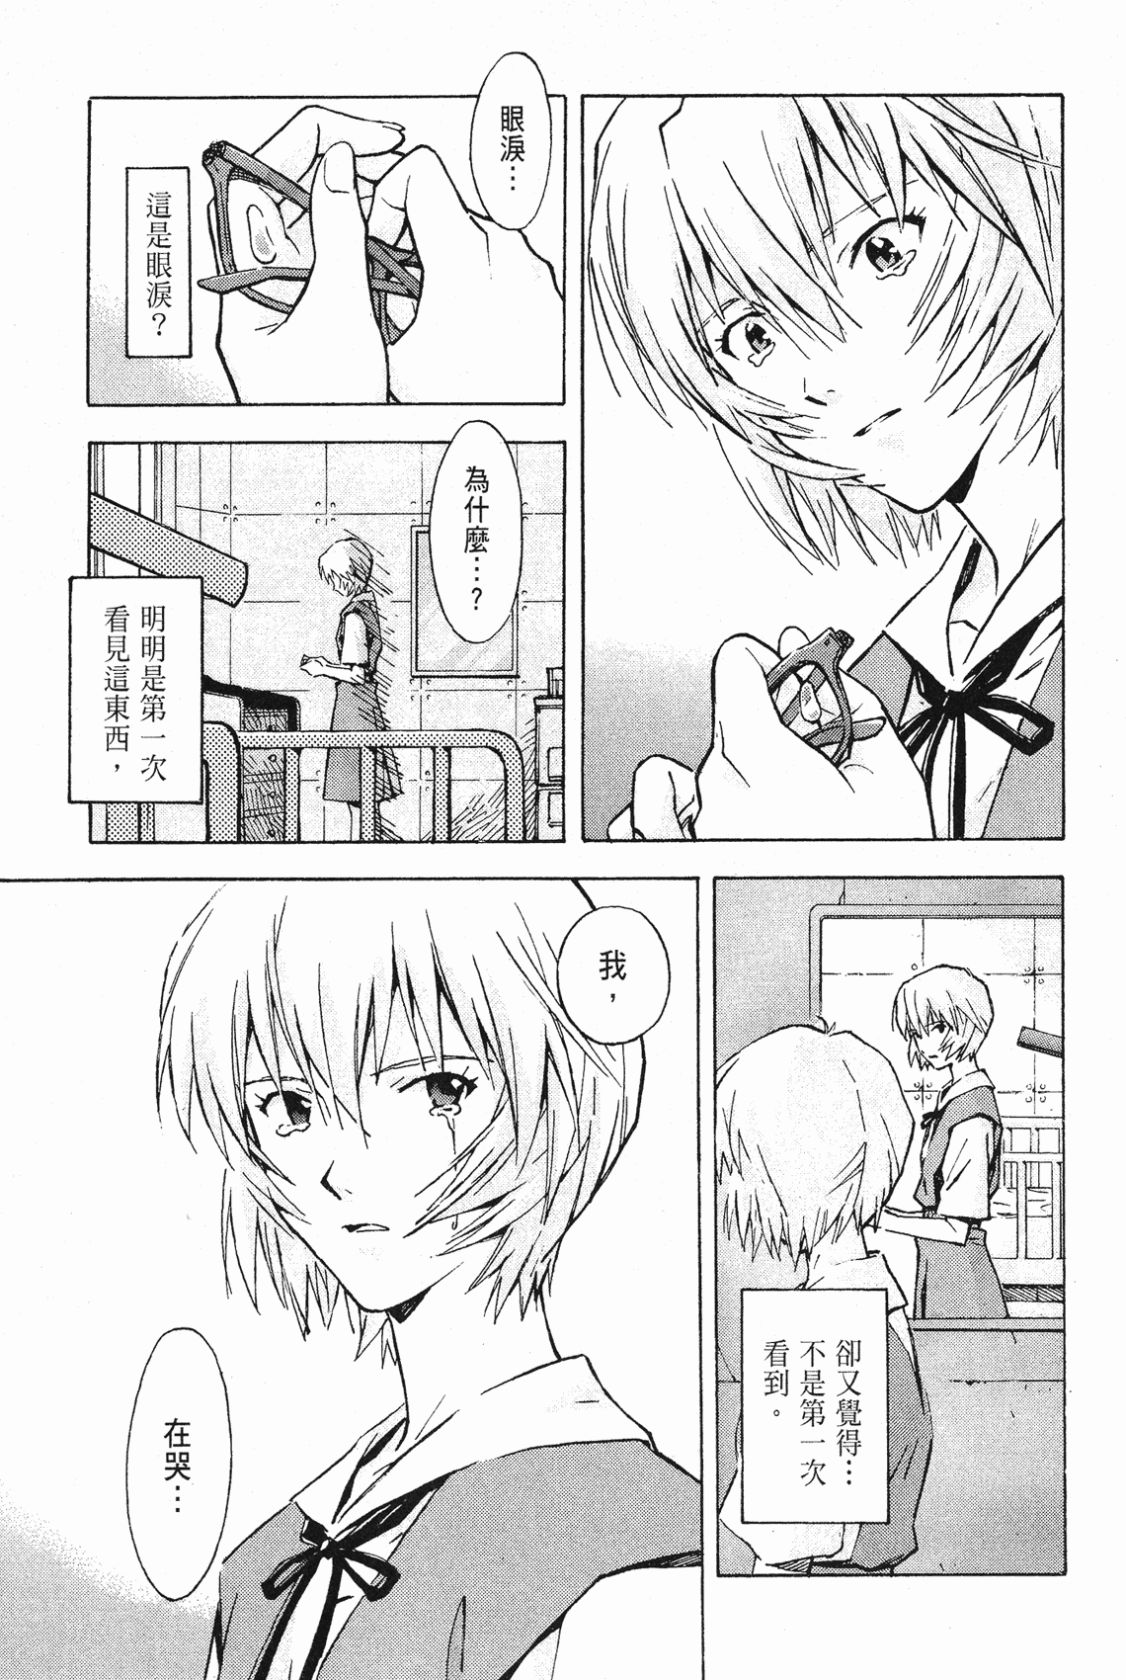 眼淚…
這是眼淚？
為什麼…？
明明是第一次
看見這東西，
卻又覺得…
不是第一次
看到。
我，
在哭…